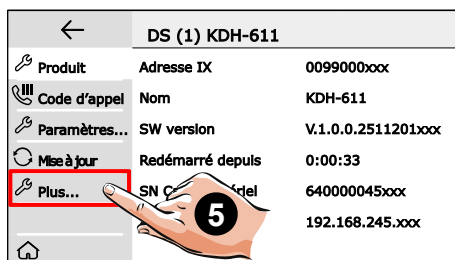 DS (1) KDH-611
Produit
Adresse IX 0099000xxx
Code d'appel
Nom KDH-611
Paramètres...
SW version V.1.0.0.2511201xxx
Mise à jour
Redémarré depuis 0:00:33
Plus...
SN 640000045xxx
5
192.168.245.xxx